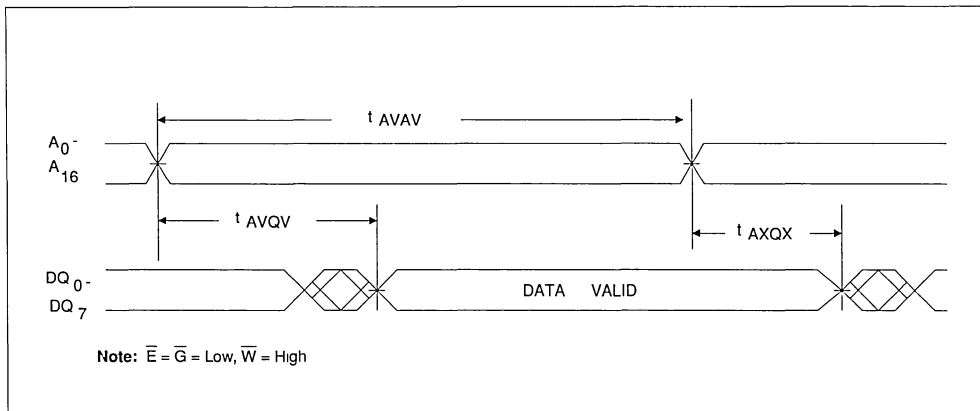 t AVAV
A0-
A16
t AVQV
t AXQX
DQ0-
DQ7
DATA VALID
Note: E̅ = G̅ = Low, W̅ = High